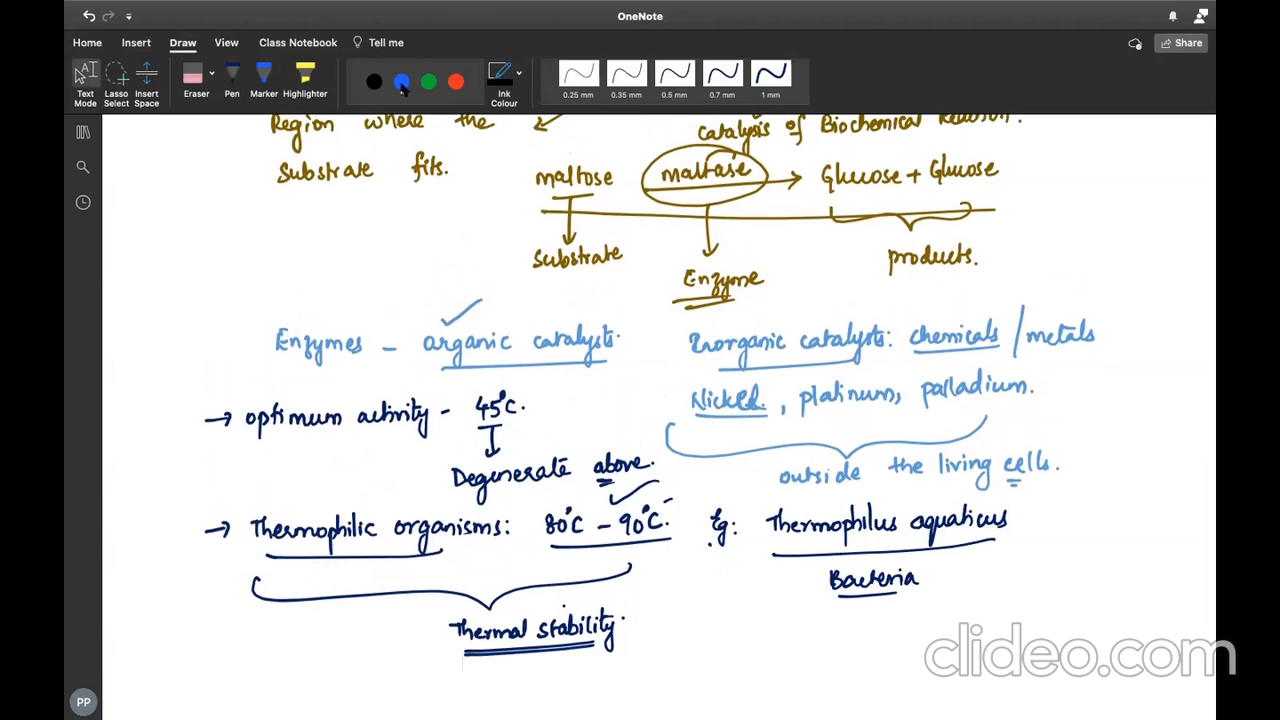 OneNote
Home Insert Draw View Class Notebook Tell me Share
Text Mode Lasso Select Insert Space Eraser Pen Marker Highlighter Ink Colour 0.25 mm 0.35 mm 0.5 mm 0.7 mm 1 mm
Region where the
Substrate fits.
catalysis of Biochemical Reaction.
maltose maltase Glucose + Glucose
Substrate
Enzyme
products.
Enzymes - organic catalysts.
Inorganic catalysts: chemicals / metals
Nickel, platinum, palladium.
outside the living cells.
→ optimum activity - 45°C.
Degenerate above.
→ Thermophilic organisms: 80°C - 90°C. Eg: Thermophilus aquaticus
Bacteria
Thermal stability.
PP
clideo.com